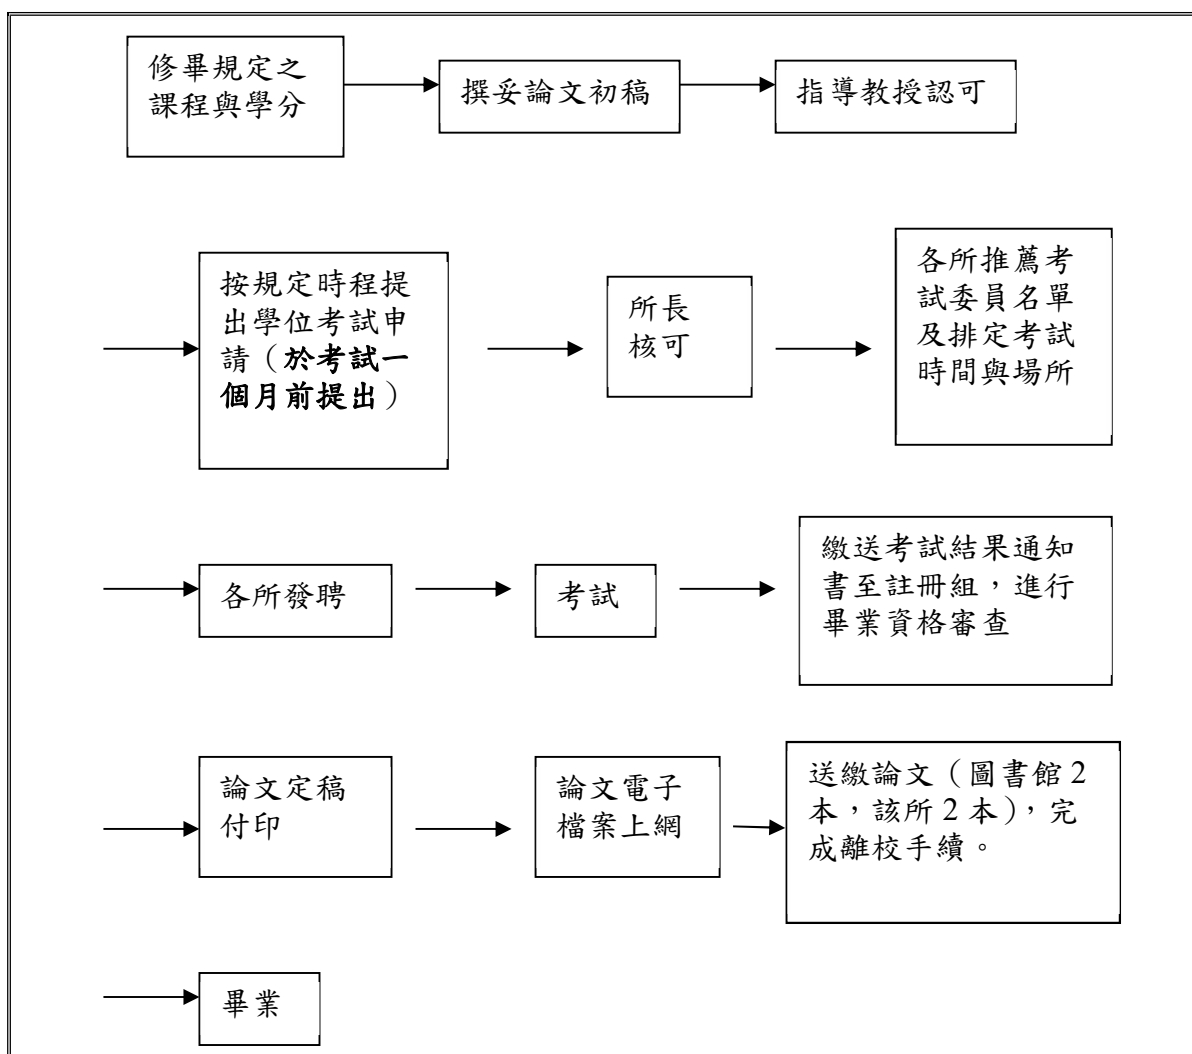 修畢規定之
課程與學分
撰妥論文初稿
指導教授認可
按規定時程提
出學位考試申
請（於考試一
個月前提出）
所長
核可
各所推薦考
試委員名單
及排定考試
時間與場所
各所發聘
考試
繳送考試結果通知
書至註冊組，進行
畢業資格審查
論文定稿
付印
論文電子
檔案上網
送繳論文（圖書館 2
本，該所 2 本），完
成離校手續。
畢業